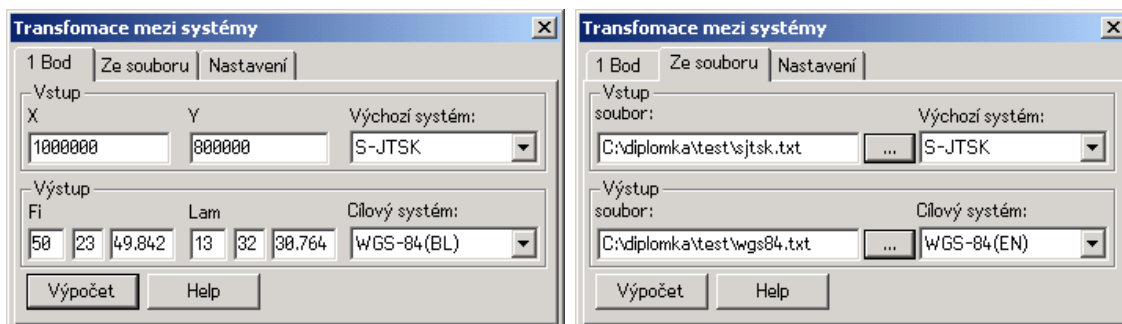 Transfomace mezi systémy
1 Bod Ze souboru Nastavení
Vstup
X Y Výchozí systém:
1000000 800000 S-JTSK
Výstup
Fi Lam Cílový systém:
50 23 49.842 13 32 30.764 WGS-84(BL)
Výpočet Help
Transfomace mezi systémy
1 Bod Ze souboru Nastavení
Vstup
soubor: Výchozí systém:
C:\diplomka\test\sjtsk.txt ... S-JTSK
Výstup
soubor: Cílový systém:
C:\diplomka\test\wgs84.txt ... WGS-84(EN)
Výpočet Help